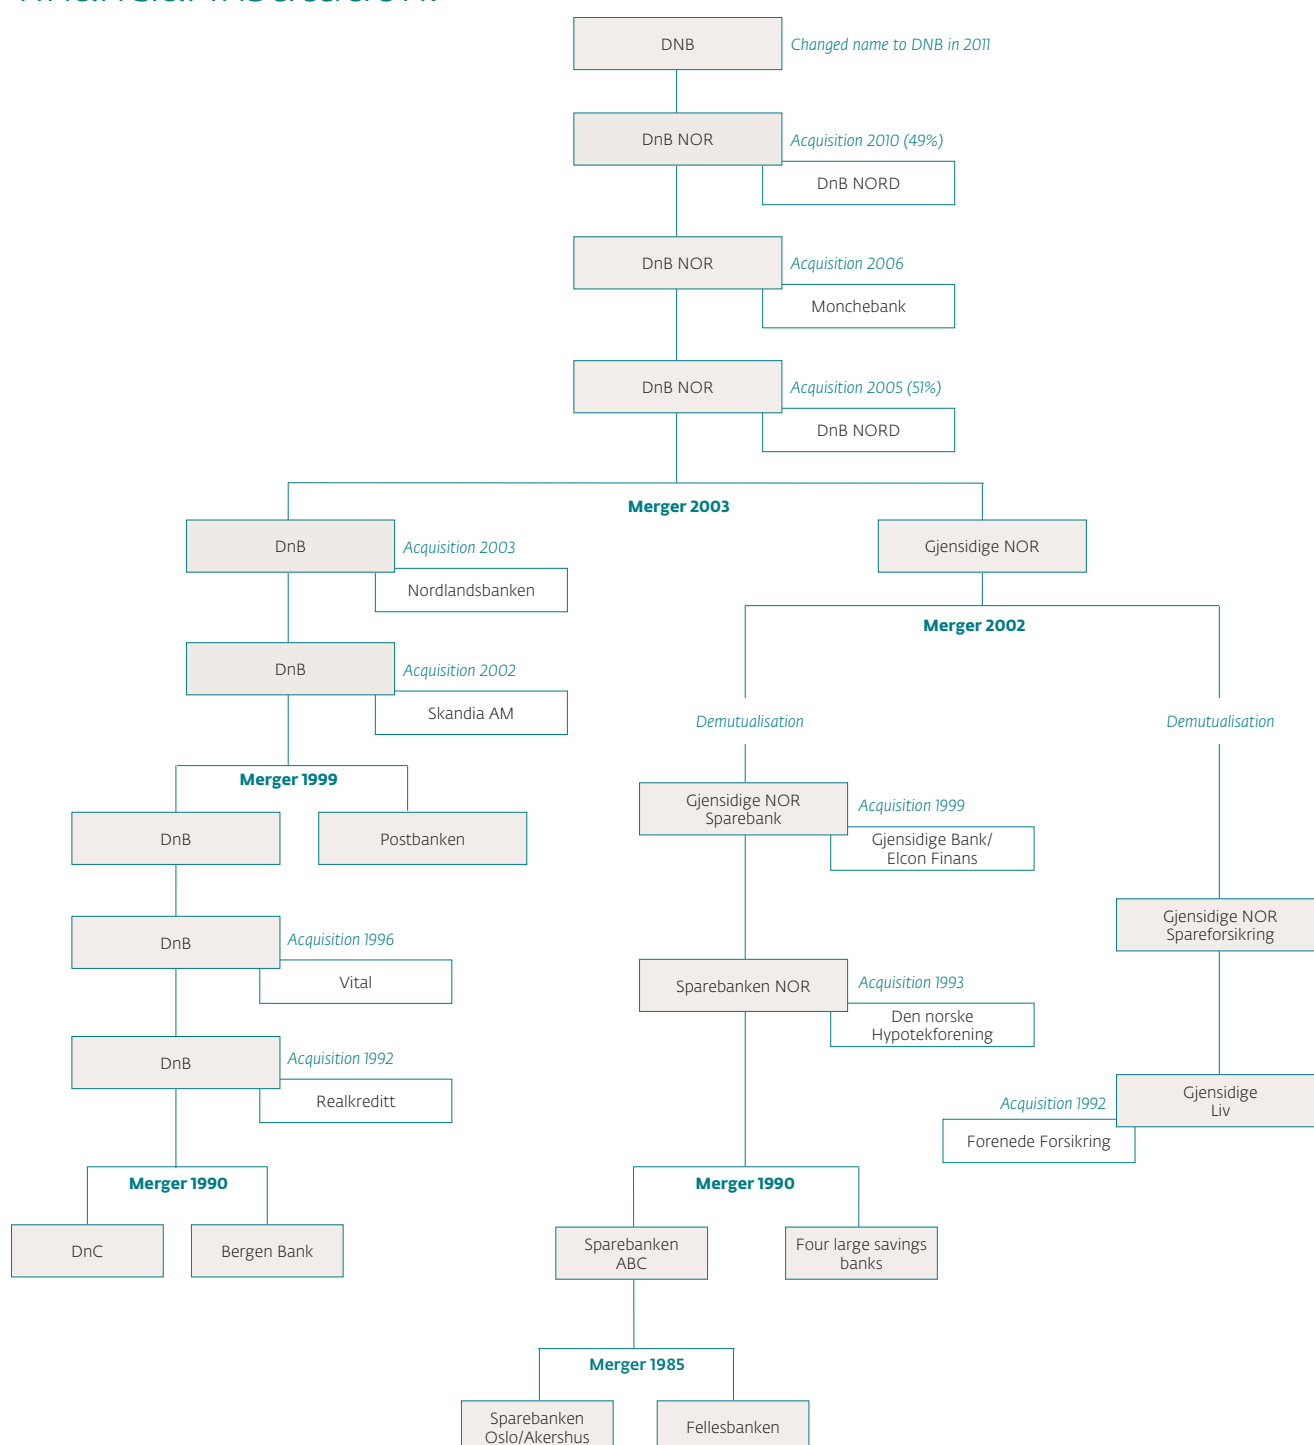 financial institution.
DNB
Changed name to DNB in 2011
DnB NOR
Acquisition 2010 (49%)
DnB NORD
DnB NOR
Acquisition 2006
Monchebank
DnB NOR
Acquisition 2005 (51%)
DnB NORD
Merger 2003
DnB
Acquisition 2003
Nordlandsbanken
Gjensidige NOR
Merger 2002
DnB
Acquisition 2002
Skandia AM
Demutualisation
Demutualisation
Merger 1999
DnB
Postbanken
Gjensidige NOR
Sparebank
Acquisition 1999
Gjensidige Bank/
Elcon Finans
DnB
Acquisition 1996
Vital
Gjensidige NOR
Spareforsikring
Sparebanken NOR
Acquisition 1993
Den norske
Hypotekforening
DnB
Acquisition 1992
Realkreditt
Gjensidige
Liv
Acquisition 1992
Forenede Forsikring
Merger 1990
DnC
Bergen Bank
Merger 1990
Sparebanken
ABC
Four large savings
banks
Merger 1985
Sparebanken
Oslo/Akershus
Fellesbanken